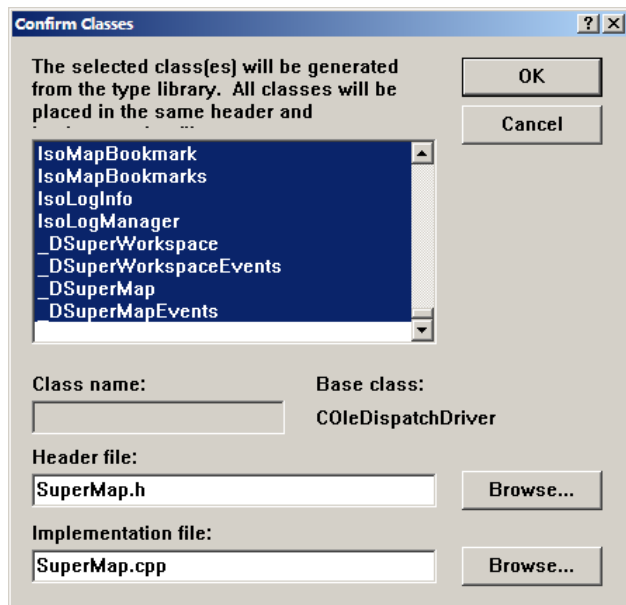 Confirm Classes
The selected class(es) will be generated
from the type library. All classes will be
placed in the same header and
OK
Cancel
IsoMapBookmark
IsoMapBookmarks
IsoLogInfo
IsoLogManager
_DSuperWorkspace
_DSuperWorkspaceEvents
_DSuperMap
_DSuperMapEvents
Class name:
Base class:
COleDispatchDriver
Header file:
SuperMap.h
Browse...
Implementation file:
SuperMap.cpp
Browse...